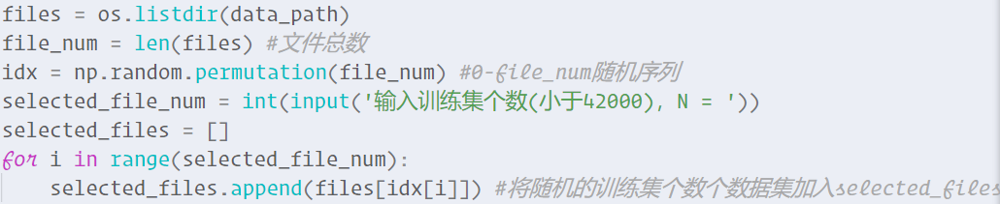 files = os.listdir(data_path)
file_num = len(files) #文件总数
idx = np.random.permutation(file_num) #0-file_num随机序列
selected_file_num = int(input('输入训练集个数(小于42000), N = '))
selected_files = []
for i in range(selected_file_num):
    selected_files.append(files[idx[i]]) #将随机的训练集个数个数据集加入selected_files